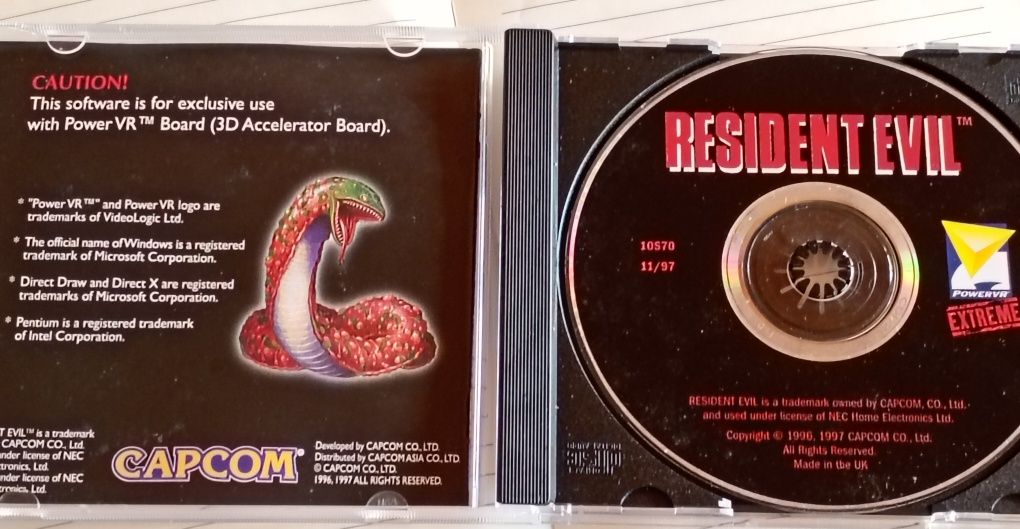 CAUTION!
This software is for exclusive use
with Power VR™ Board (3D Accelerator Board).
* "Power VR™" and Power VR logo are
trademarks of VideoLogic Ltd.
* The official name of Windows is a registered
trademark of Microsoft Corporation.
* Direct Draw and Direct X are registered
trademarks of Microsoft Corporation.
* Pentium is a registered trademark
of Intel Corporation.
T EVIL™ is a trademark
CAPCOM CO., Ltd.
nder license of NEC
tronics, Ltd.
nder license of NEC
tronics, Ltd.
CAPCOM®
Developed by CAPCOM CO., LTD.
Distributed by CAPCOM ASIA CO., LTD.
© CAPCOM CO., LTD.
1996, 1997 ALL RIGHTS RESERVED.
RESIDENT EVIL™
10570
11/97
POWERVR
EXTREME
RESIDENT EVIL is a trademark owned by CAPCOM, CO., Ltd.
and used under license of NEC Home Electronics Ltd.
Copyright © 1996, 1997 CAPCOM CO., Ltd.
All Rights Reserved.
Made in the UK